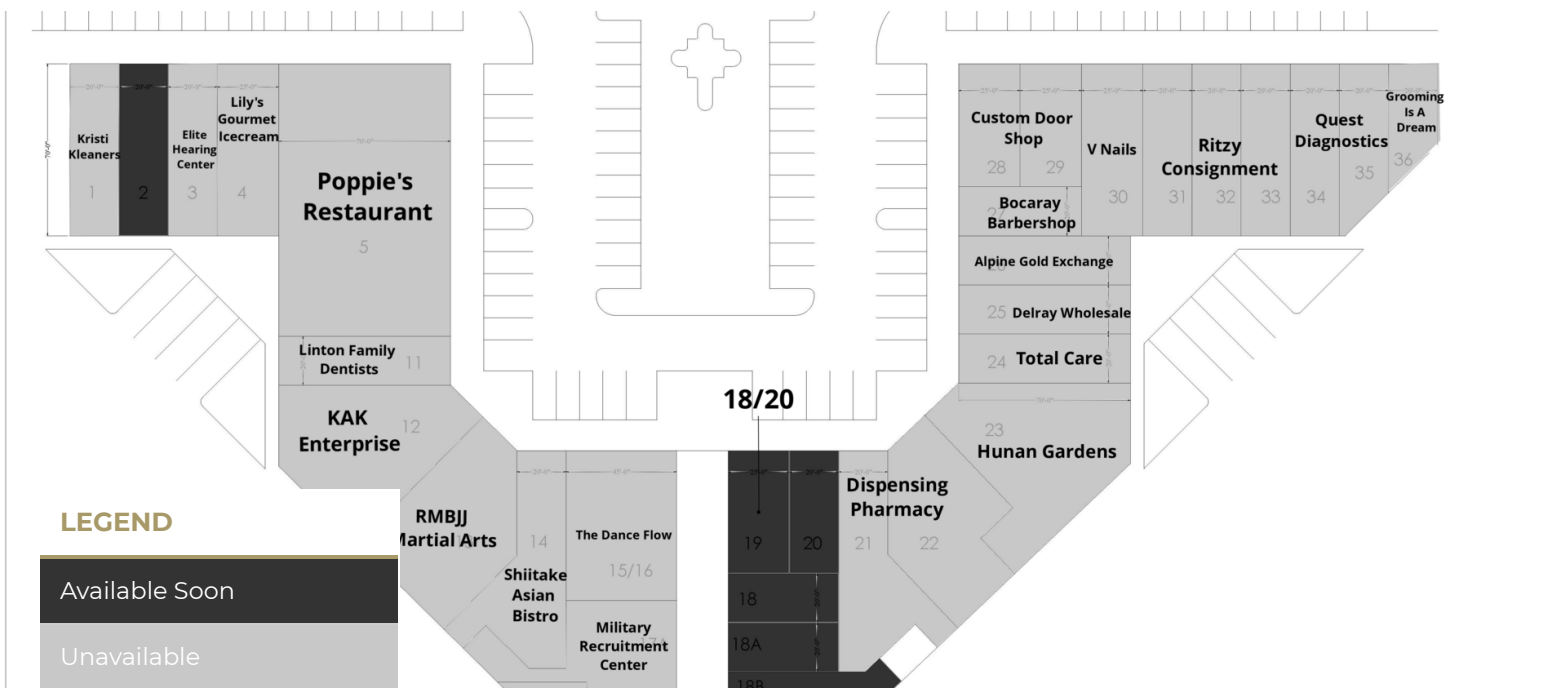 Kristi
Kleaners
1
2
Elite
Hearing
Center
3
Lily's
Gourmet
Icecream
4
Poppie's
Restaurant
5
Linton Family
Dentists
11
KAK
Enterprise
12
RMBJJ
Martial Arts
14
Shiitake
Asian
Bistro
The Dance Flow
15/16
Military
Recruitment
Center
17A
18/20
19
20
18
18A
18B
Dispensing
Pharmacy
21
22
Custom Door
Shop
28
29
27
Bocaray
Barbershop
V Nails
30
Ritzy
Consignment
31
32
33
Quest
Diagnostics
34
35
Grooming
Is A
Dream
36
Alpine Gold Exchange
25
Delray Wholesale
24
Total Care
23
Hunan Gardens
LEGEND
Available Soon
Unavailable